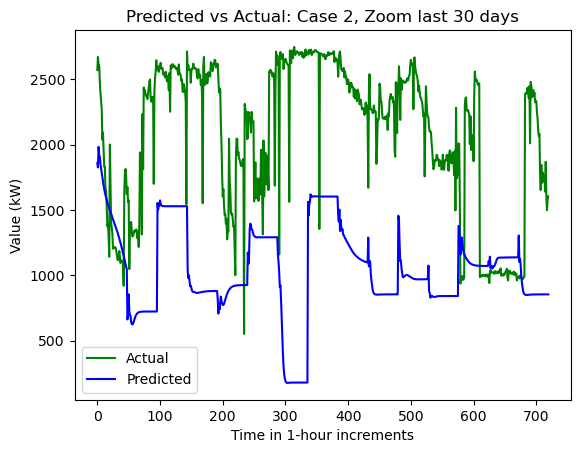 Predicted vs Actual: Case 2, Zoom last 30 days
Value (kW)
2500
2000
1500
1000
500
Actual
Predicted
0 100 200 300 400 500 600 700
Time in 1-hour increments